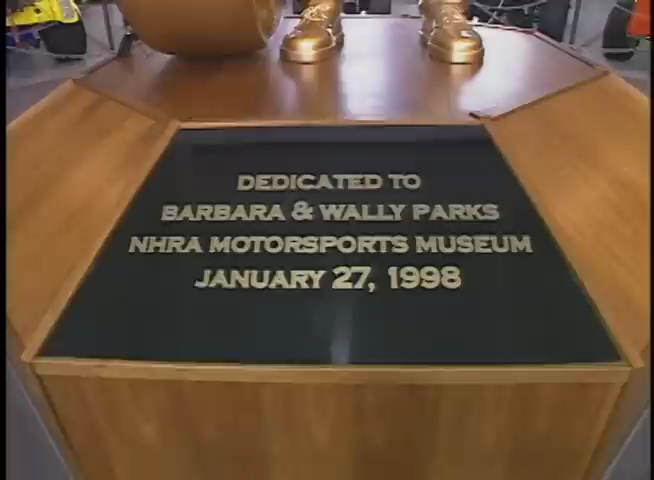 DEDICATED TO
BARBARA & WALLY PARKS
NHRA MOTORSPORTS MUSEUM
JANUARY 27, 1998